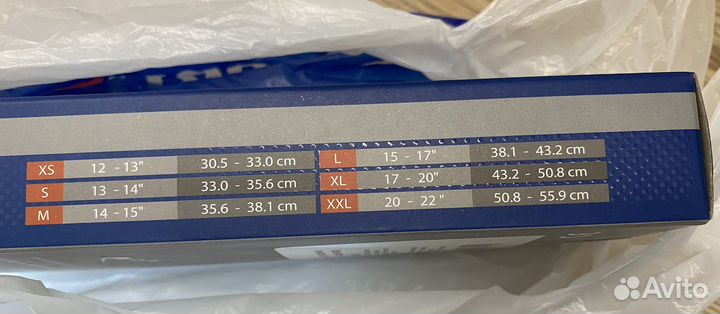 XS 12 - 13" 30.5 - 33.0 cm
S 13 - 14" 33.0 - 35.6 cm
M 14 - 15" 35.6 - 38.1 cm
L 15 - 17" 38.1 - 43.2 cm
XL 17 - 20" 43.2 - 50.8 cm
XXL 20 - 22" 50.8 - 55.9 cm
Avito